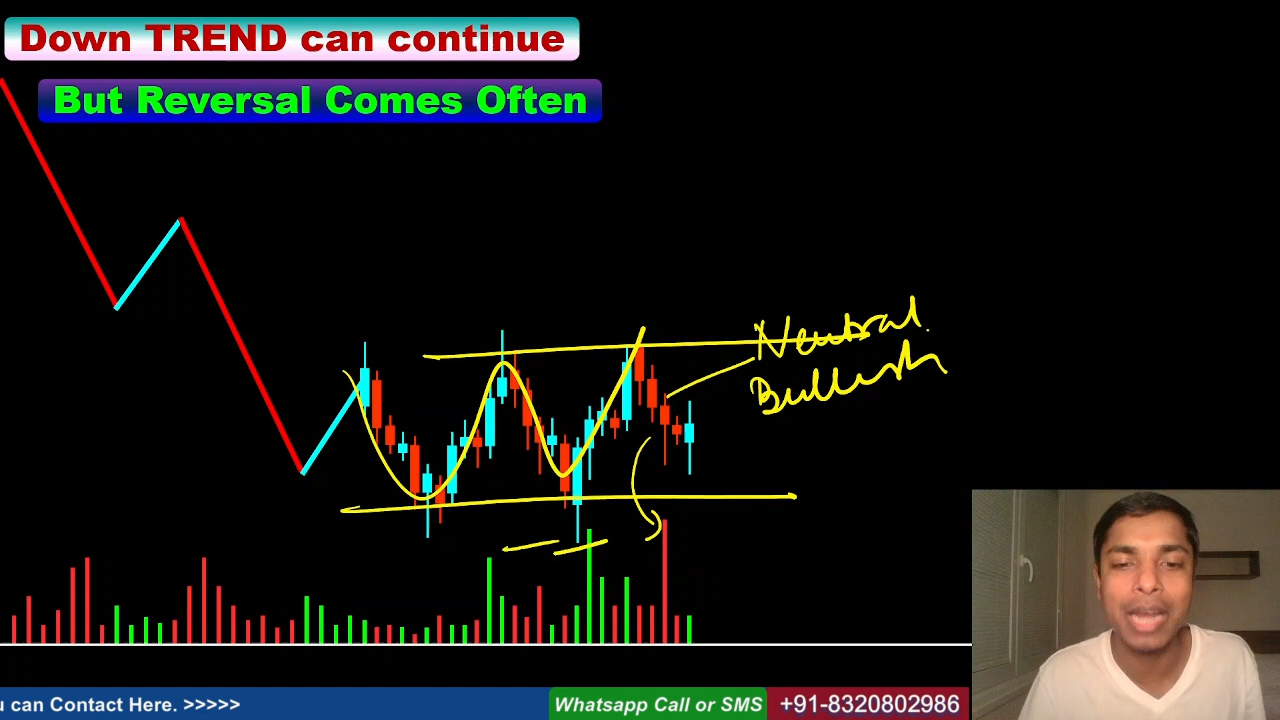 Down TREND can continue
But Reversal Comes Often
Neutral
Bullish
u can Contact Here. >>>>>
Whatsapp Call or SMS
+91-8320802986